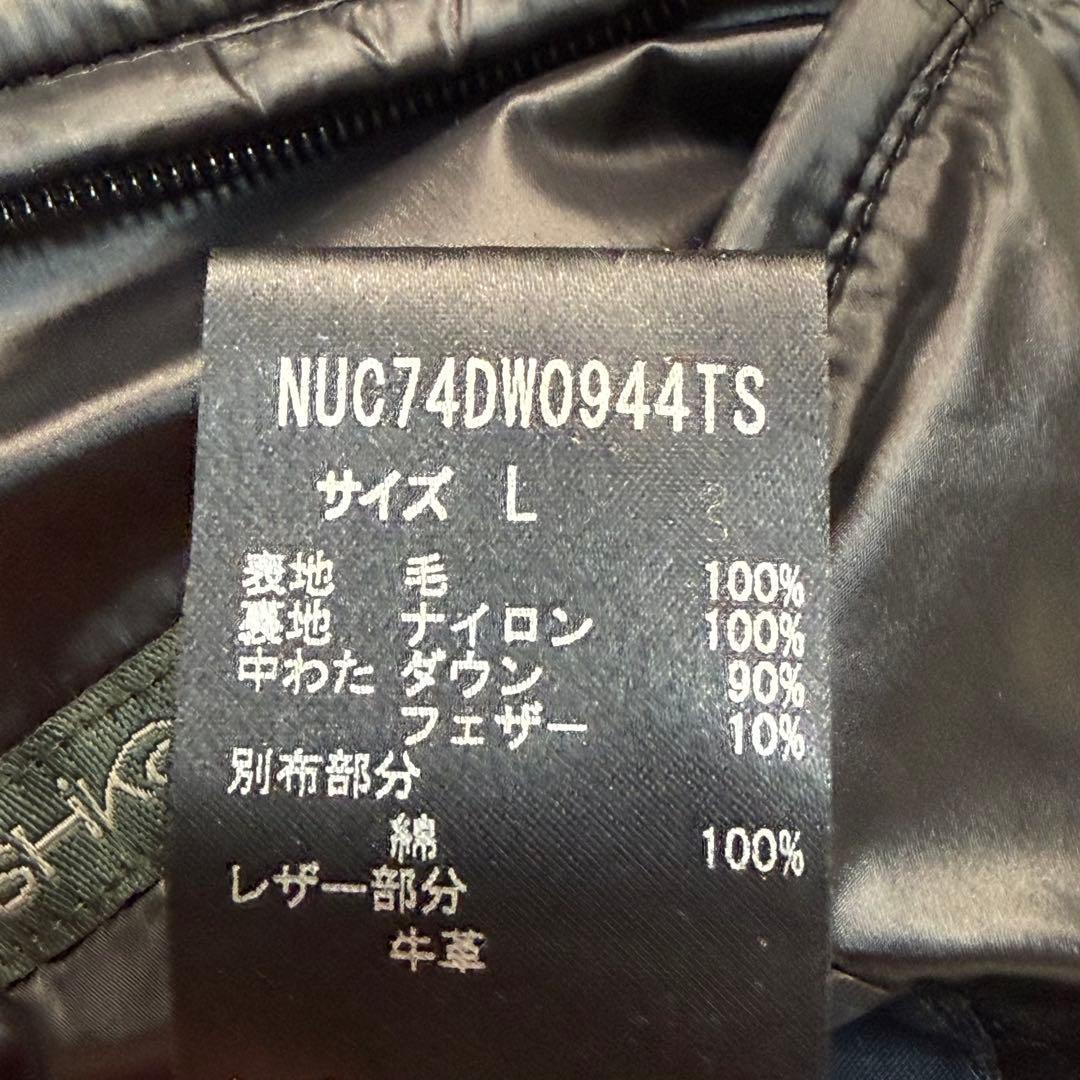 NUC74DW0944TS
サイズ L
表地 毛 100%
裏地 ナイロン 100%
中わた ダウン 90%
フェザー 10%
別布部分
綿 100%
レザー部分
牛革